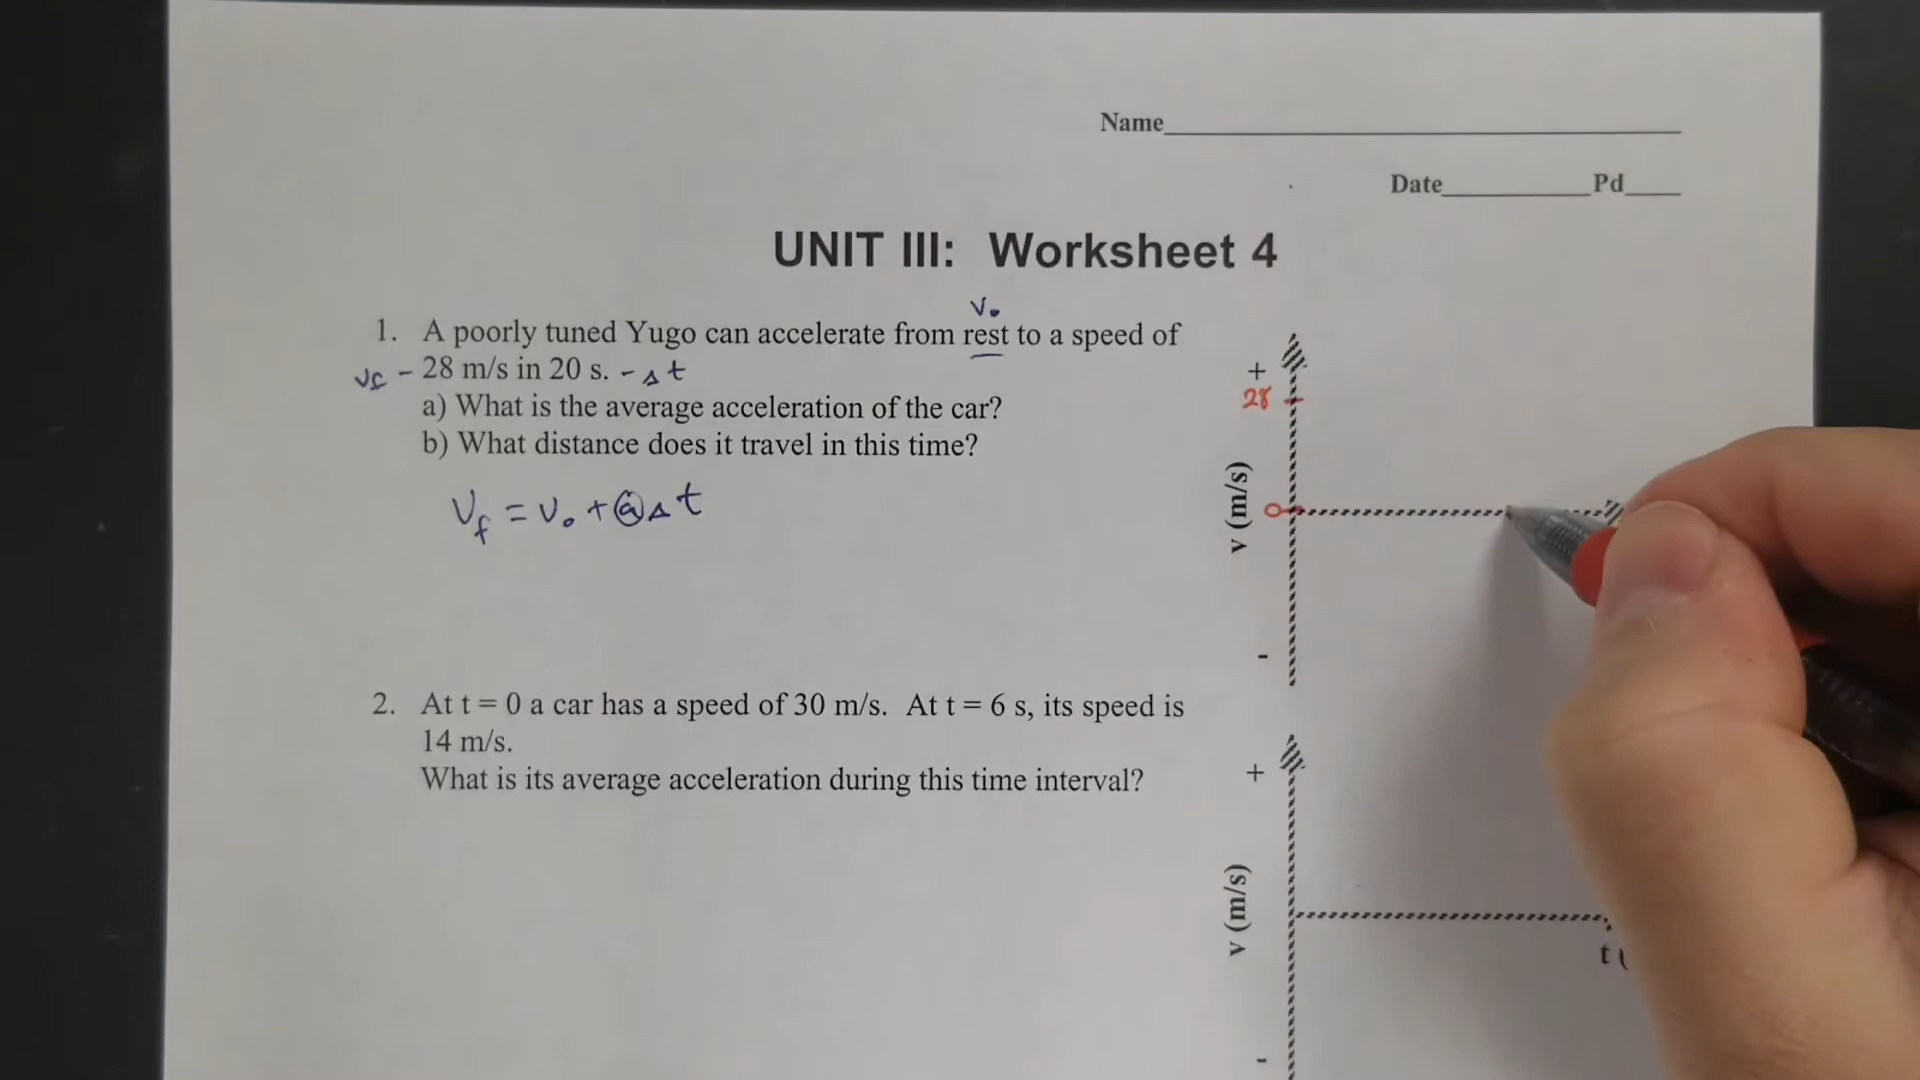 Name
Date Pd
UNIT III: Worksheet 4
v₀
1. A poorly tuned Yugo can accelerate from rest to a speed of
vf - 28 m/s in 20 s. - Δt
a) What is the average acceleration of the car?
b) What distance does it travel in this time?
Vf = v₀ + aΔt
+
28
v (m/s)
0
-
2. At t = 0 a car has a speed of 30 m/s. At t = 6 s, its speed is
14 m/s.
What is its average acceleration during this time interval?
+
v (m/s)
t (
-